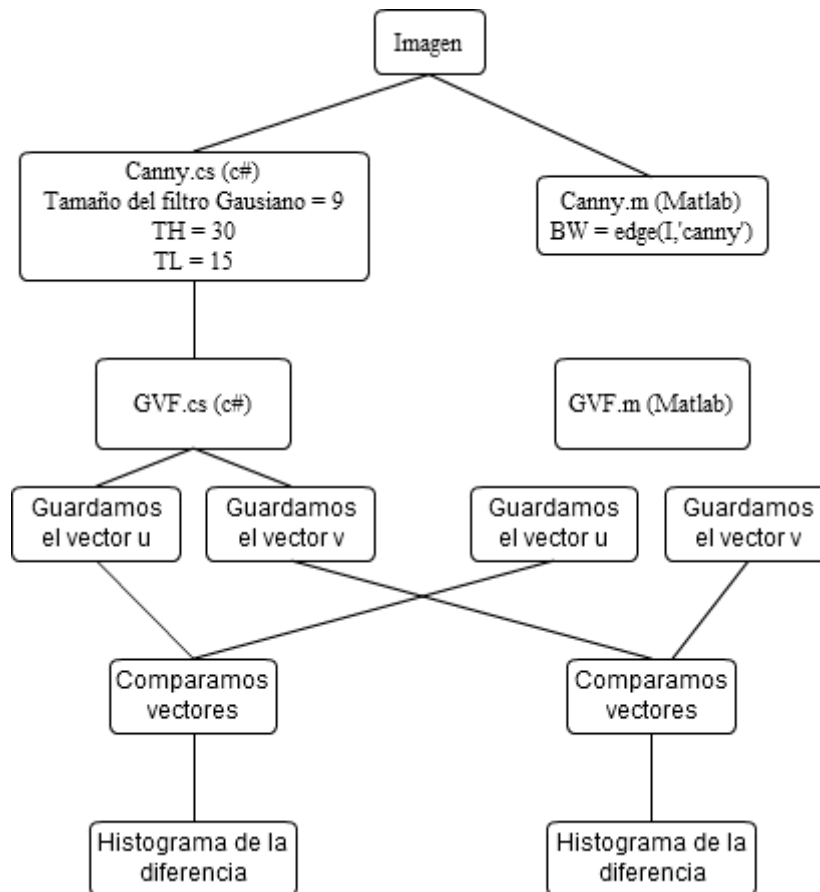 Imagen
Canny.cs (c#)
Tamaño del filtro Gausiano = 9
TH = 30
TL = 15
Canny.m (Matlab)
BW = edge(I,'canny')
GVF.cs (c#)
GVF.m (Matlab)
Guardamos
el vector u
Guardamos
el vector v
Guardamos
el vector u
Guardamos
el vector v
Comparamos
vectores
Comparamos
vectores
Histograma de la
diferencia
Histograma de la
diferencia